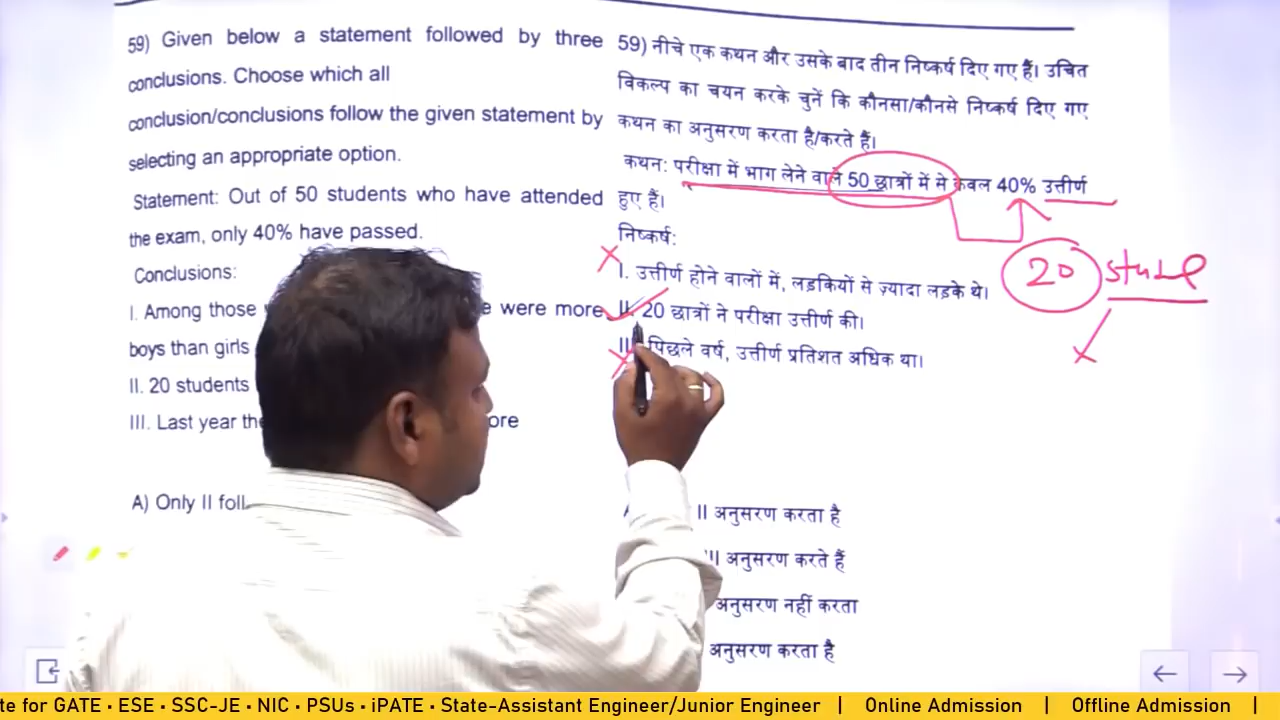 59) Given below a statement followed by three
conclusions. Choose which all
conclusion/conclusions follow the given statement by
selecting an appropriate option.
Statement: Out of 50 students who have attended
the exam, only 40% have passed.
Conclusions:
I. Among those
e were more
boys than girls
II. 20 students
III. Last year the
ore
A) Only II foll
59) नीचे एक कथन और उसके बाद तीन निष्कर्ष दिए गए हैं। उचित
विकल्प का चयन करके चुनें कि कौनसा/कौनसे निष्कर्ष दिए गए
कथन का अनुसरण करता है/करते हैं।
कथन: परीक्षा में भाग लेने वाले 50 छात्रों में मे केवल 40% उत्तीर्ण
हुए हैं।
निष्कर्ष:
I. उत्तीर्ण होने वालों में, लड़कियों से ज़्यादा लड़के थे।
II. 20 छात्रों ने परीक्षा उत्तीर्ण की।
पिछले वर्ष, उत्तीर्ण प्रतिशत अधिक था।
20
II अनुसरण करता है
III अनुसरण करते हैं
अनुसरण नहीं करता
अनुसरण करता है
te for GATE • ESE • SSC-JE • NIC • PSUs • iPATE • State-Assistant Engineer/Junior Engineer | Online Admission | Offline Admission |